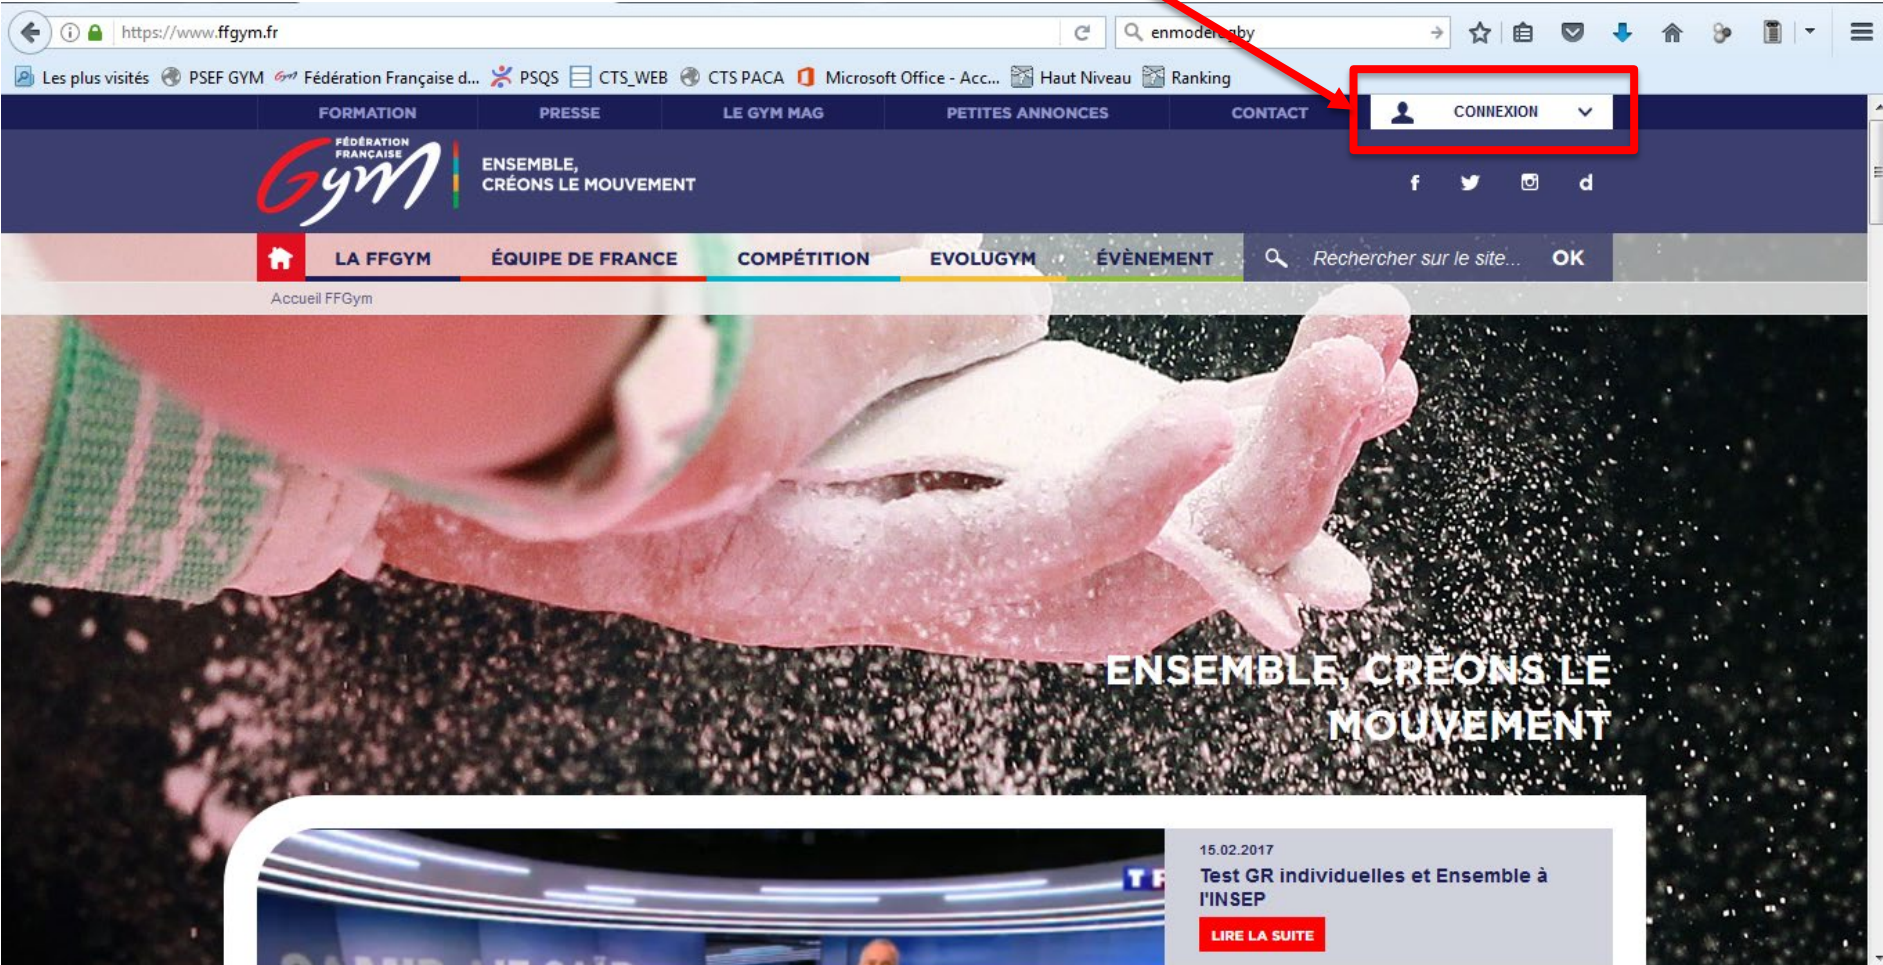 https://www.ffgym.fr
enmoderugby
Les plus visités PSEF GYM Fédération Française d... PSQS CTS_WEB CTS PACA Microsoft Office - Acc... Haut Niveau Ranking
FORMATION PRESSE LE GYM MAG PETITES ANNONCES CONTACT CONNEXION
FÉDÉRATION
FRANÇAISE
Gym
ENSEMBLE,
CRÉONS LE MOUVEMENT
LA FFGYM ÉQUIPE DE FRANCE COMPÉTITION EVOLUGYM ÉVÈNEMENT Rechercher sur le site... OK
Accueil FFGym
ENSEMBLE, CRÉONS LE
MOUVEMENT
15.02.2017
Test GR individuelles et Ensemble à
l'INSEP
LIRE LA SUITE